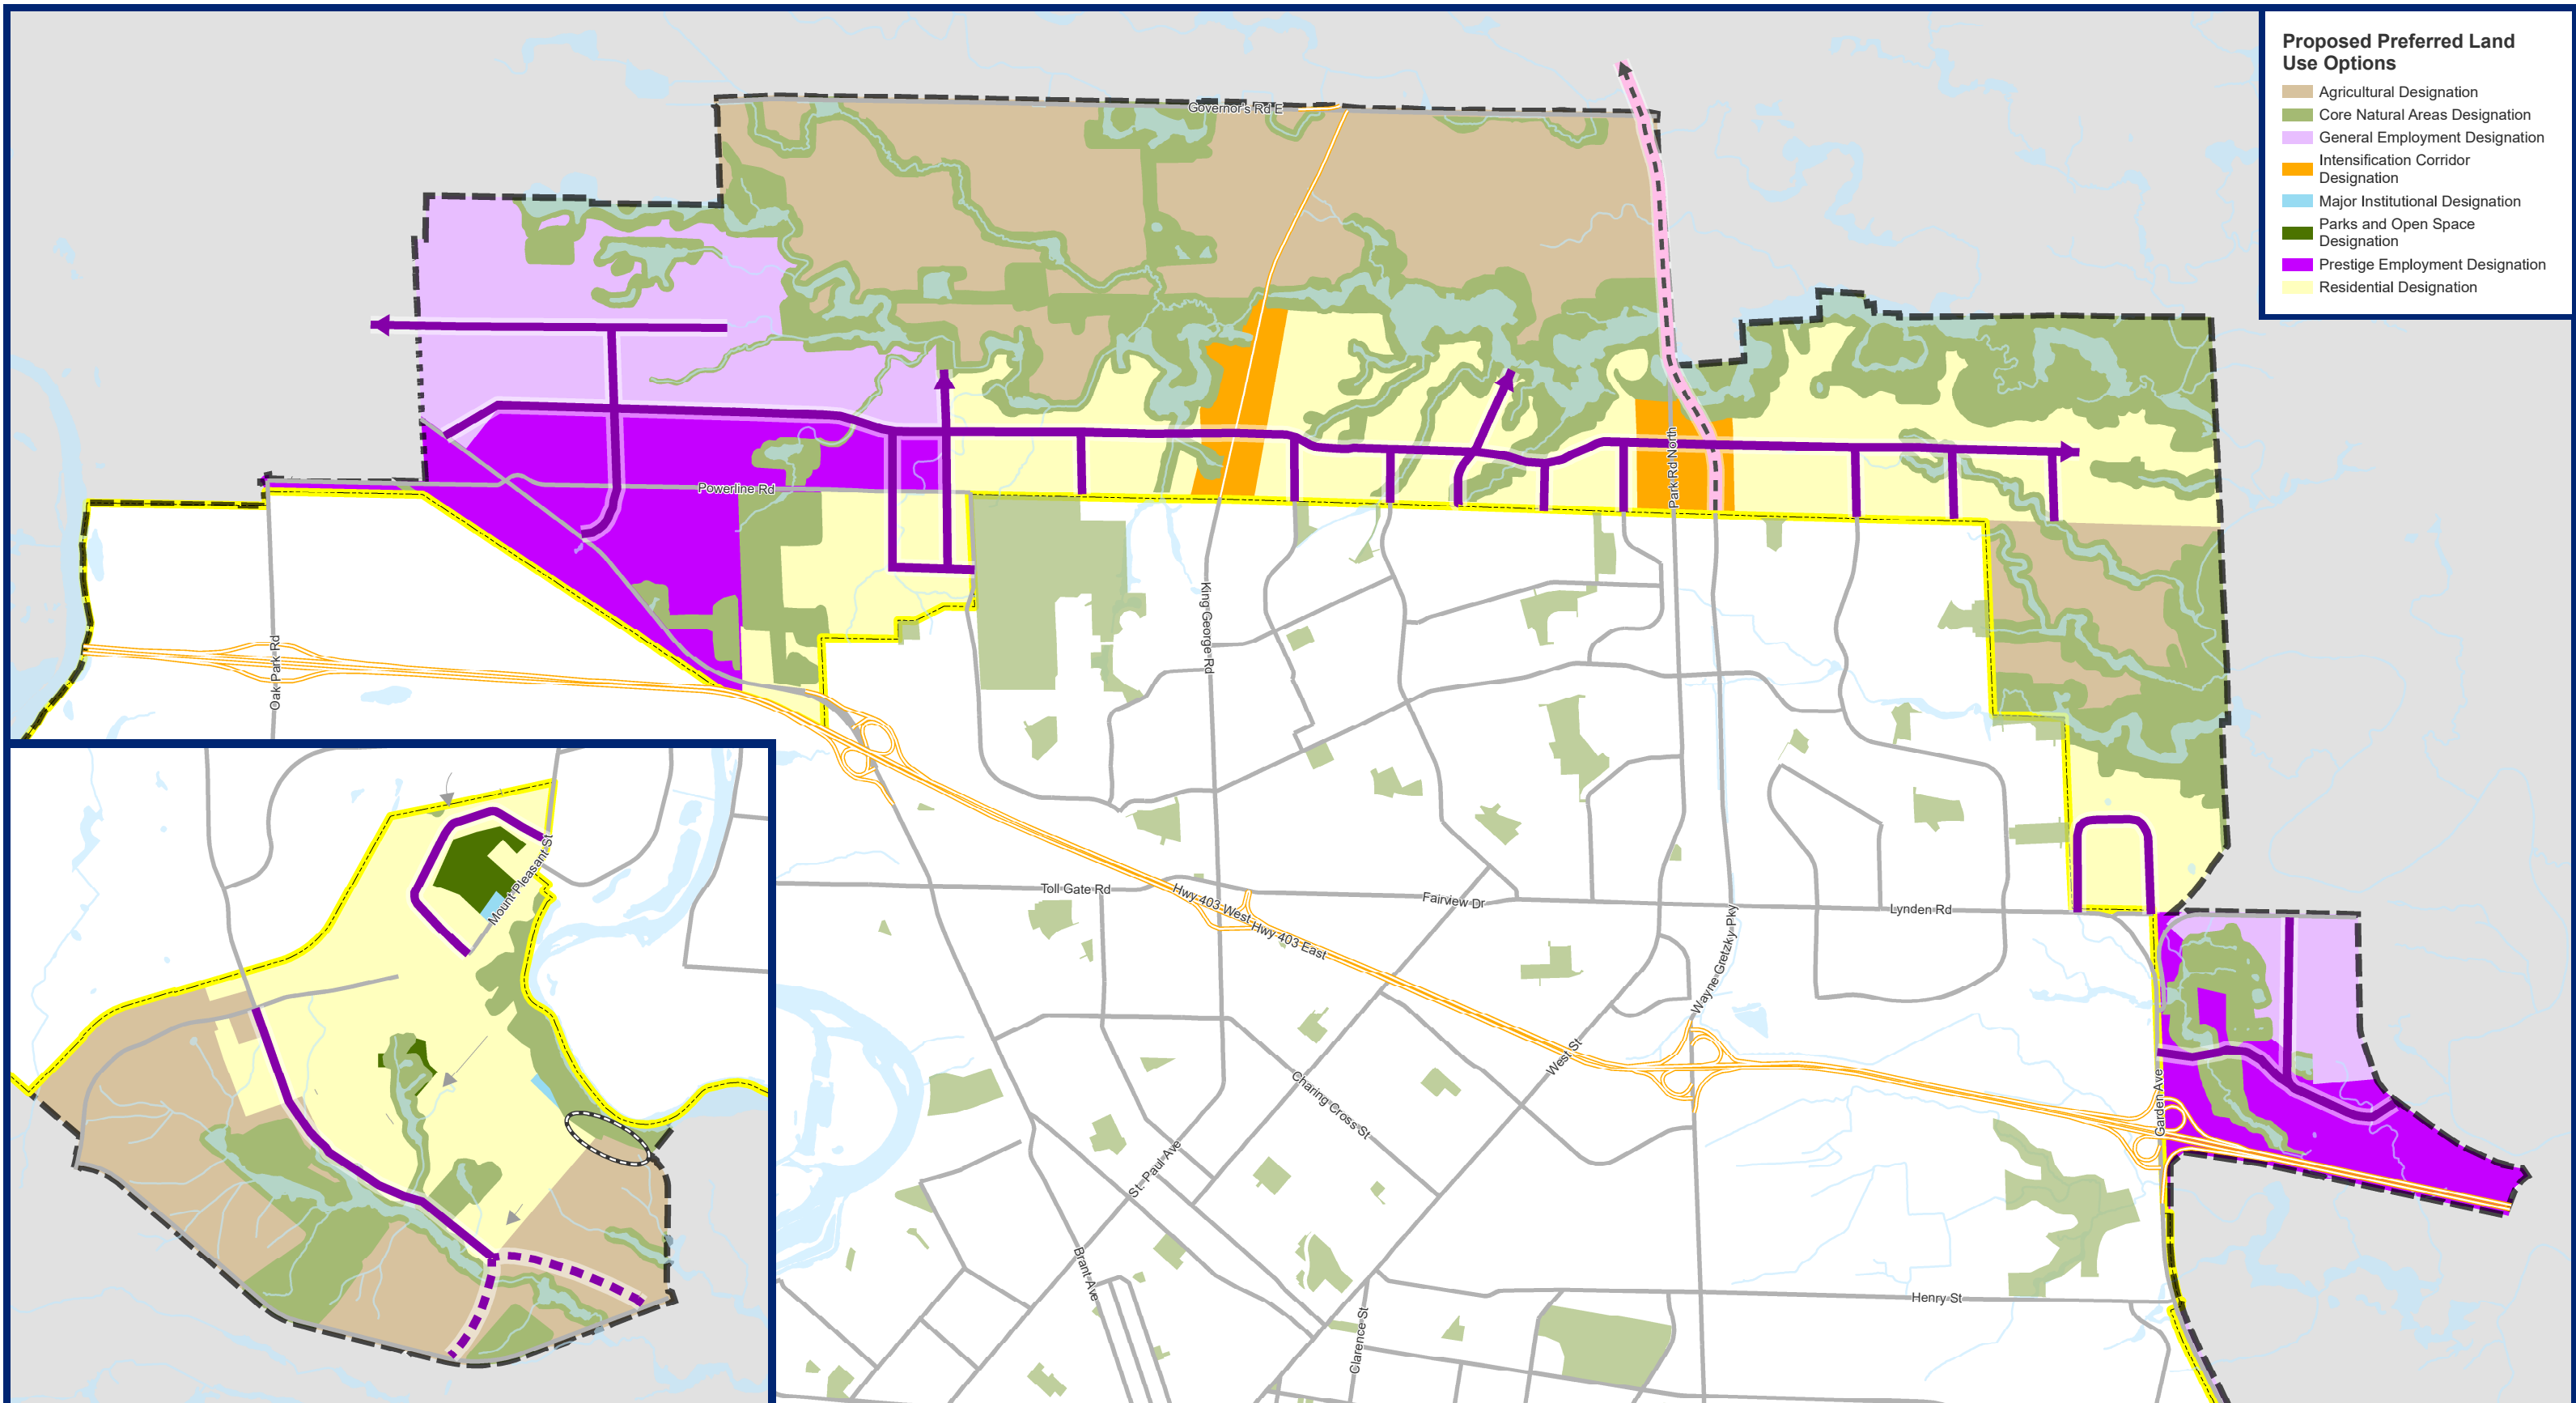 Proposed Preferred Land
Use Options
Agricultural Designation
Core Natural Areas Designation
General Employment Designation
Intensification Corridor
Designation
Major Institutional Designation
Parks and Open Space
Designation
Prestige Employment Designation
Residential Designation
Governor's Rd E
Park Rd North
Powerline Rd
King George Rd
Oak Park Rd
Mount Pleasant St
Toll Gate Rd
Hwy 403 West
Hwy 403 East
Fairview Dr
Lynden Rd
Wayne Gretzky Pky
West St
Charing Cross St
Garden Ave
St. Paul Ave
Brant Ave
Clarence St
Henry St